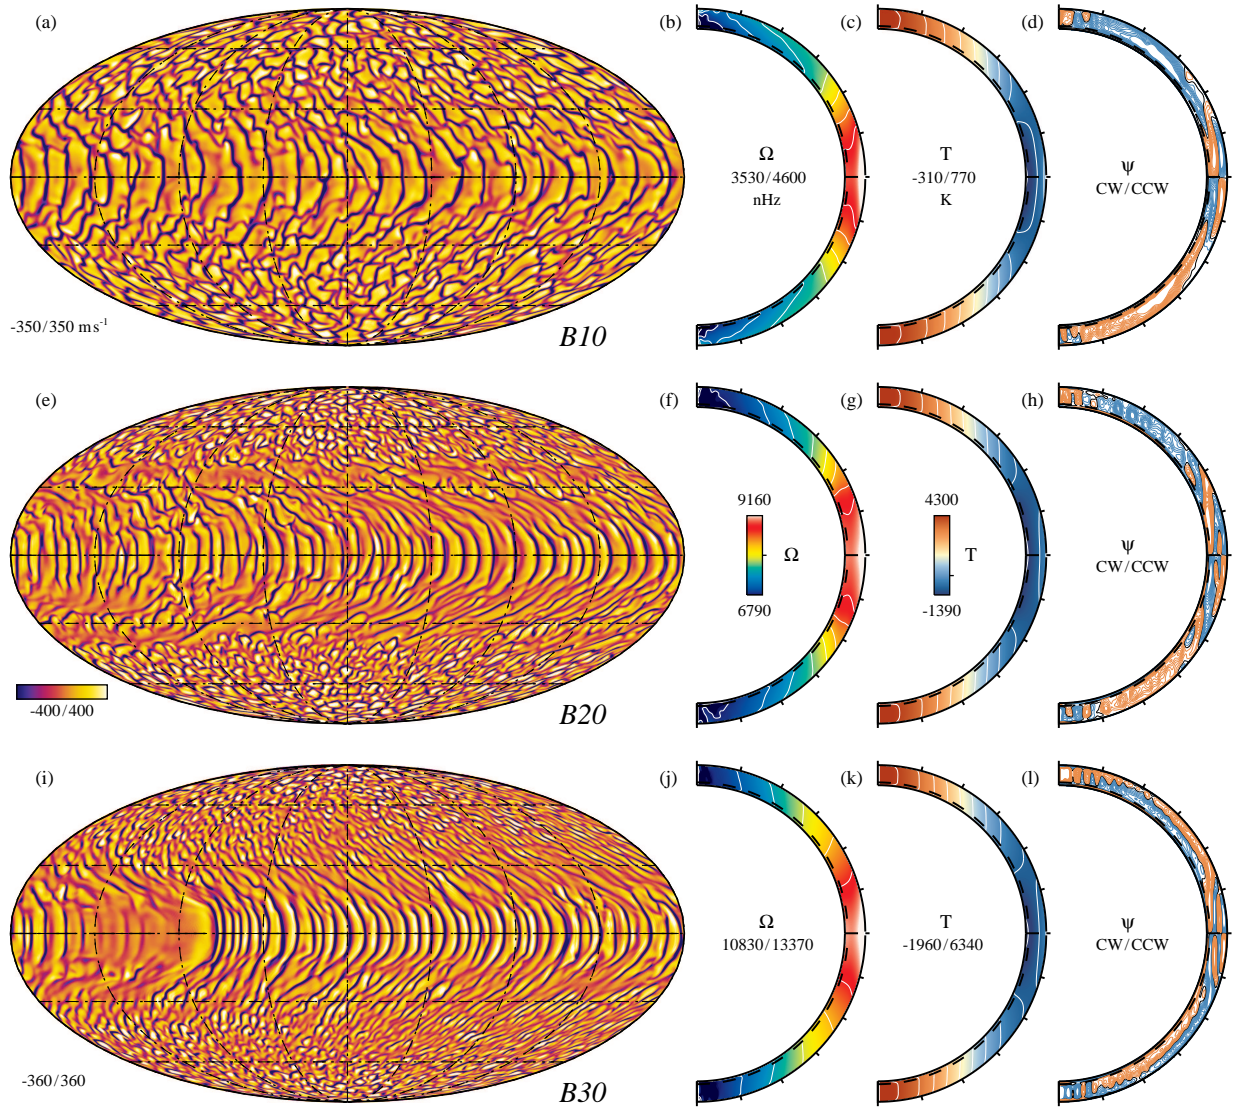 (a)
(b)
(c)
(d)
Ω
3530/4600
nHz
T
-310/770
K
ψ
CW/CCW
-350/350 m s⁻¹
B10
(e)
(f)
(g)
(h)
9160
Ω
6790
4300
T
-1390
ψ
CW/CCW
-400/400
B20
(i)
(j)
(k)
(l)
Ω
10830/13370
T
-1960/6340
ψ
CW/CCW
-360/360
B30